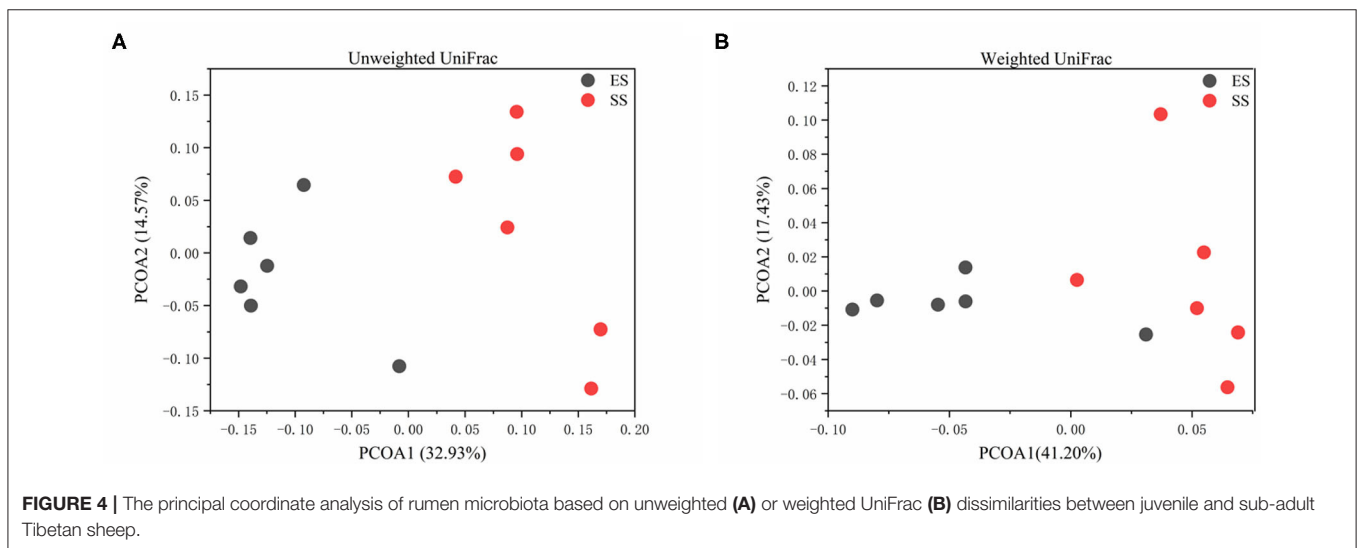 A
Unweighted UniFrac
ES
SS
0.15
0.10
0.05
0.00
−0.05
−0.10
−0.15
PCOA2 (14.57%)
−0.15 −0.10 −0.05 0.00 0.05 0.10 0.15 0.20
PCOA1 (32.93%)
B
Weighted UniFrac
ES
SS
0.12
0.10
0.08
0.06
0.04
0.02
0.00
−0.02
−0.04
−0.06
PCOA2 (17.43%)
−0.10 −0.05 0.00 0.05
PCOA1(41.20%)
FIGURE 4 | The principal coordinate analysis of rumen microbiota based on unweighted (A) or weighted UniFrac (B) dissimilarities between juvenile and sub-adult
Tibetan sheep.